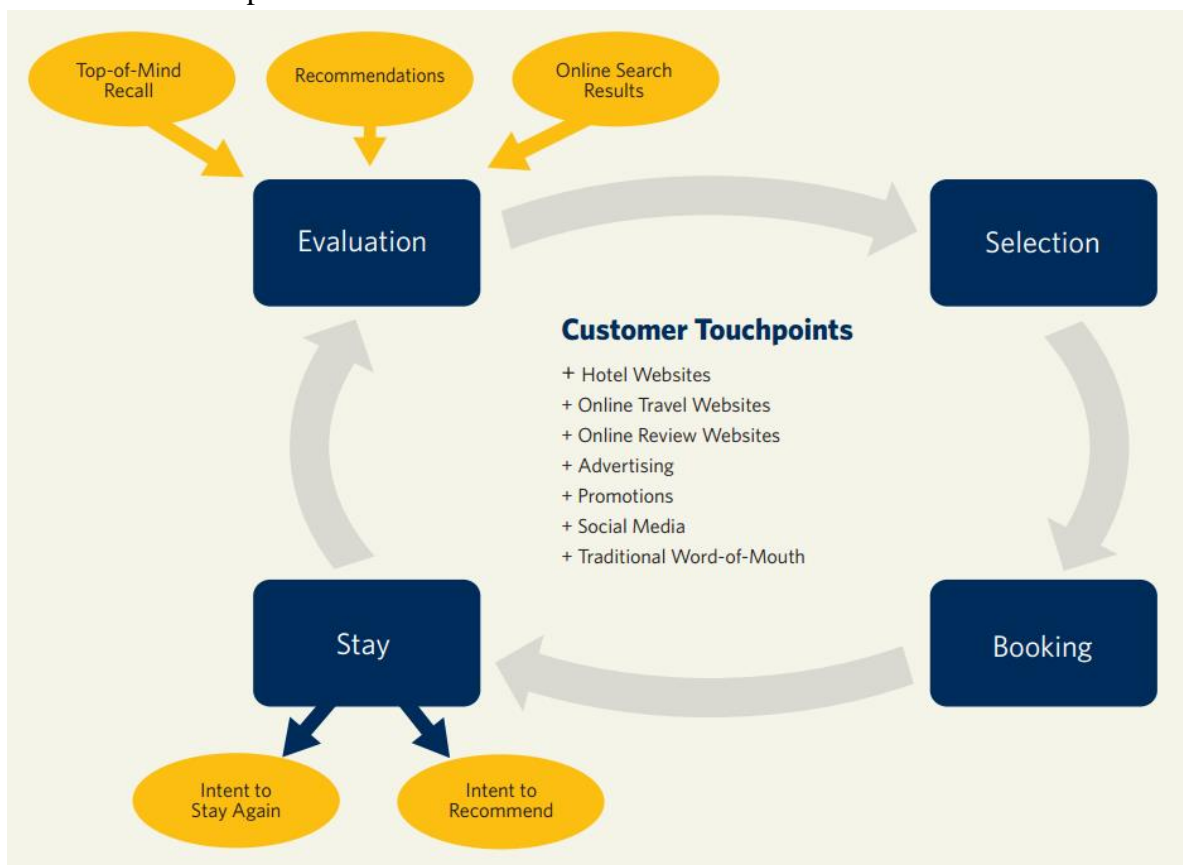 Top-of-Mind
Recall
Recommendations
Online Search
Results
Evaluation
Selection
Customer Touchpoints
+ Hotel Websites
+ Online Travel Websites
+ Online Review Websites
+ Advertising
+ Promotions
+ Social Media
+ Traditional Word-of-Mouth
Stay
Booking
Intent to
Stay Again
Intent to
Recommend